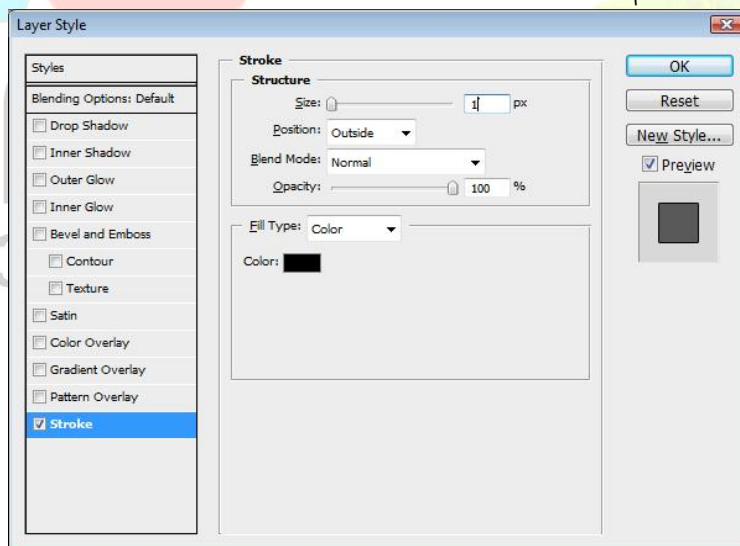 Layer Style
Styles
Blending Options: Default
Drop Shadow
Inner Shadow
Outer Glow
Inner Glow
Bevel and Emboss
Contour
Texture
Satin
Color Overlay
Gradient Overlay
Pattern Overlay
Stroke
Stroke
Structure
Size: 1 px
Position: Outside
Blend Mode: Normal
Opacity: 100 %
Fill Type: Color
Color:
OK
Reset
New Style...
Preview